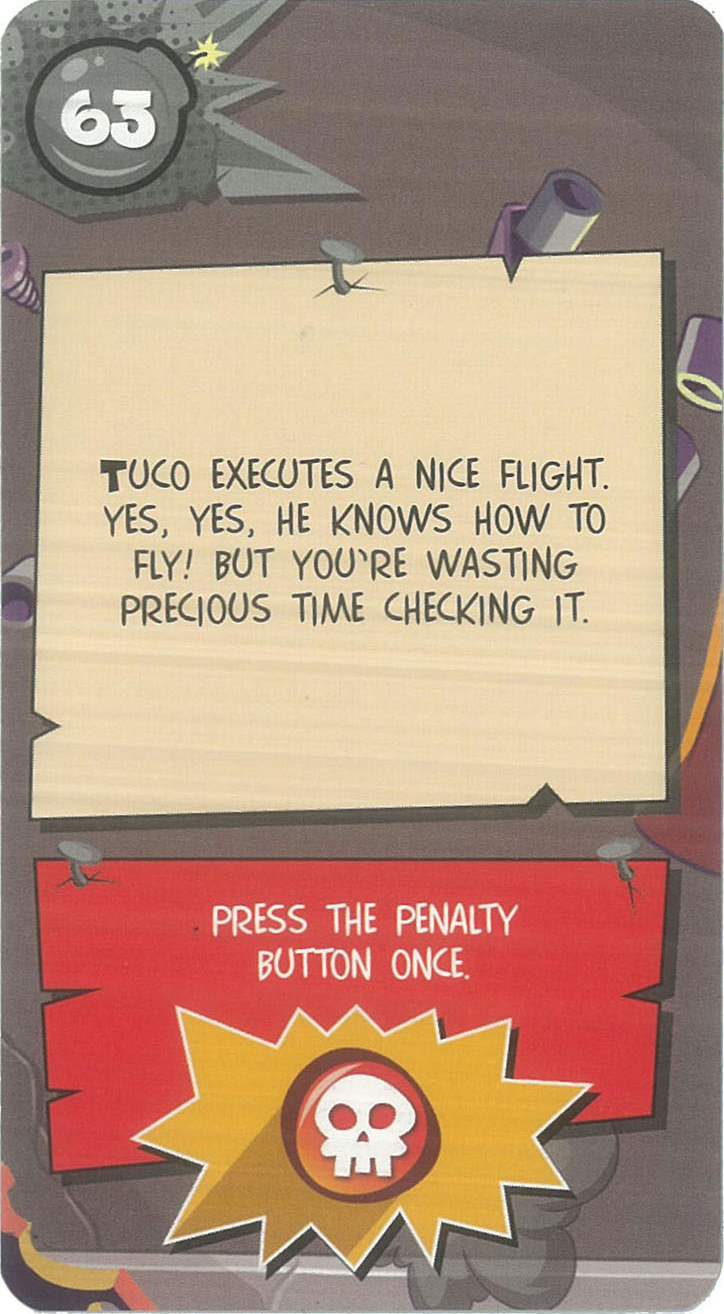 63
TUCO EXECUTES A NICE FLIGHT.
YES, YES, HE KNOWS HOW TO
FLY! BUT YOU'RE WASTING
PRECIOUS TIME CHECKING IT.
PRESS THE PENALTY
BUTTON ONCE.